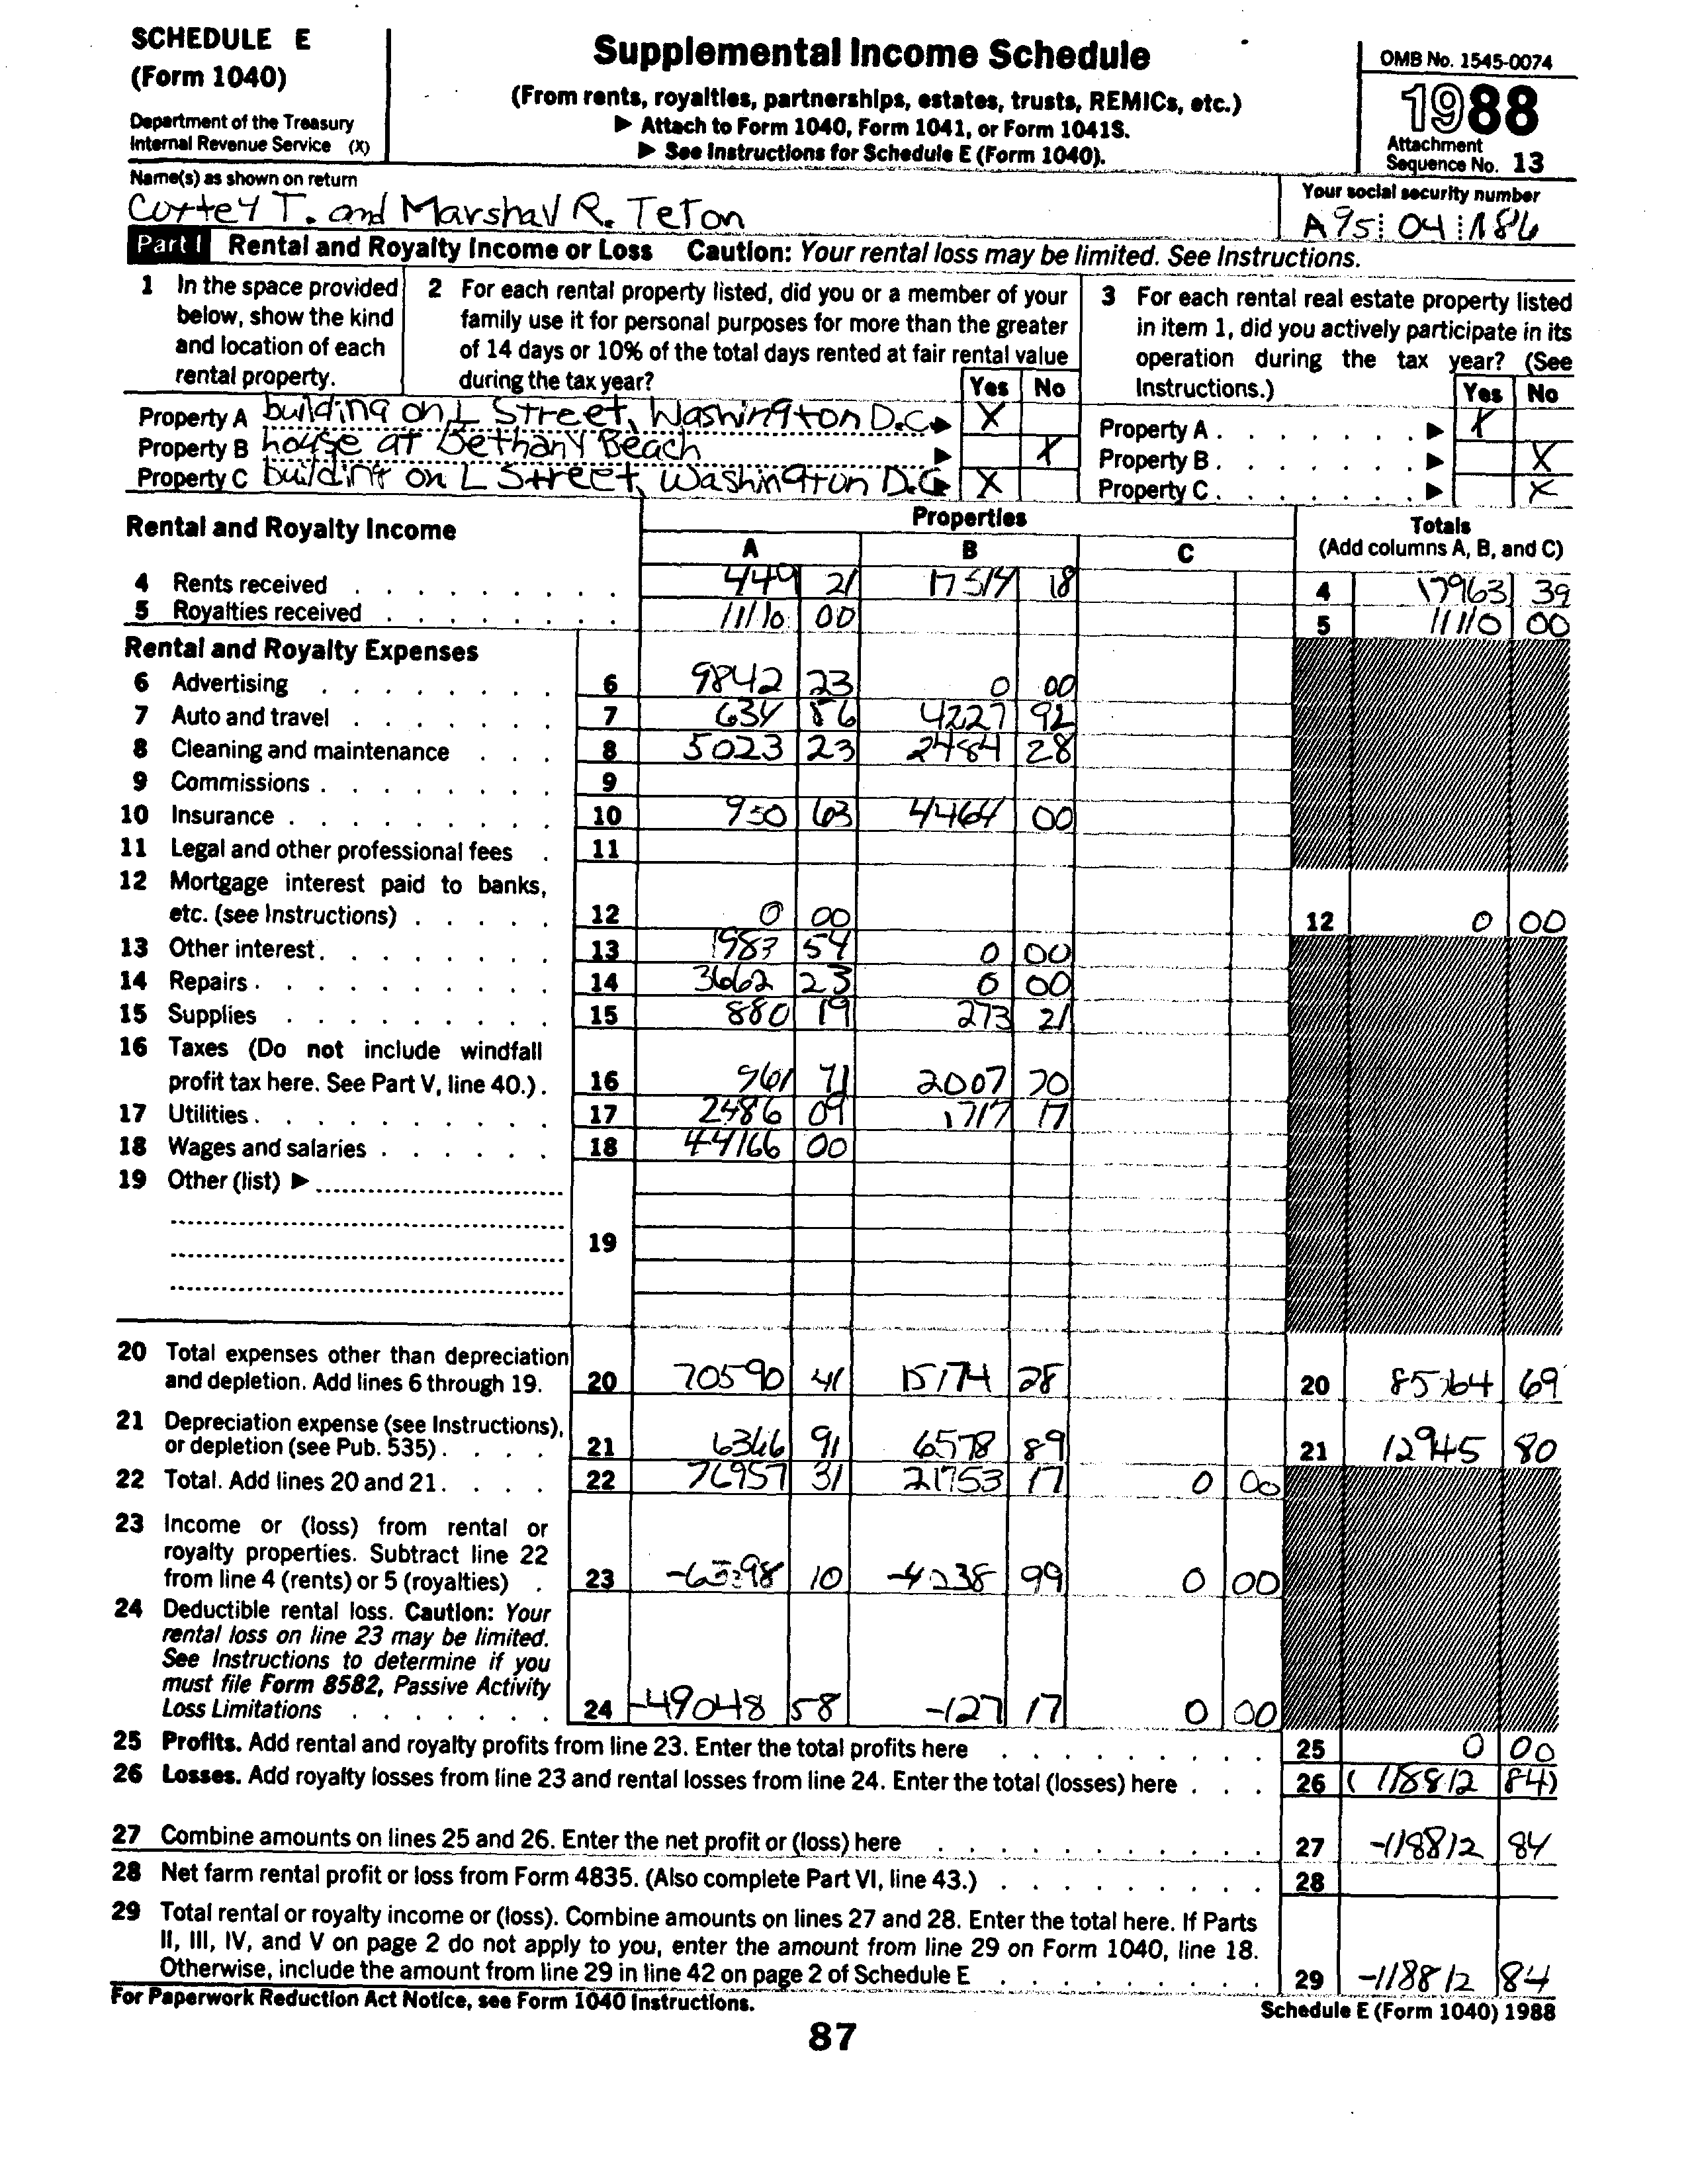 SCHEDULE E
(Form 1040)
Department of the Treasury
Internal Revenue Service (X)
Supplemental Income Schedule
(From rents, royalties, partnerships, estates, trusts, REMICs, etc.)
▶ Attach to Form 1040, Form 1041, or Form 1041S.
▶ See Instructions for Schedule E (Form 1040).
OMB No. 1545-0074
1988
Attachment
Sequence No. 13
Name(s) as shown on return
T. and Marshal R. Teton
Your social security number
A95 04 186
Part I Rental and Royalty Income or Loss Caution: Your rental loss may be limited. See Instructions.
1 In the space provided below, show the kind and location of each rental property.
2 For each rental property listed, did you or a member of your family use it for personal purposes for more than the greater of 14 days or 10% of the total days rented at fair rental value during the tax year?
Yes No
3 For each rental real estate property listed in item 1, did you actively participate in its operation during the tax year? (See Instructions.)
Yes No
Property A building on L Street, Washington D.C. ▶ X
Property B house at Bethany Beach ▶ X
Property C building on L Street, Washington D.C. ▶ X
Property A ▶ X
Property B ▶ X
Property C ▶ X
Rental and Royalty Income
Properties
A B C
Totals
(Add columns A, B, and C)
4 Rents received 449 21 17514 18 4 17963 39
5 Royalties received 11110 00 5 11110 00
Rental and Royalty Expenses
6 Advertising 6 9842 23 0 00
7 Auto and travel 7 634 56 4227 92
8 Cleaning and maintenance 8 5023 23 2484 28
9 Commissions 9
10 Insurance 10 950 63 4464 00
11 Legal and other professional fees 11
12 Mortgage interest paid to banks,
etc. (see Instructions) 12 0 00 12 0 00
13 Other interest 13 1983 54 0 00
14 Repairs 14 3662 23 0 00
15 Supplies 15 880 19 273 21
16 Taxes (Do not include windfall
profit tax here. See Part V, line 40.) 16 961 71 2007 70
17 Utilities 17 2486 09 1717 17
18 Wages and salaries 18 44166 00
19 Other (list) ▶
19
20 Total expenses other than depreciation
and depletion. Add lines 6 through 19. 20 70590 41 15174 28 20 85764 69
21 Depreciation expense (see Instructions),
or depletion (see Pub. 535) 21 6366 91 6578 89 21 12945 80
22 Total. Add lines 20 and 21. 22 76957 31 21753 17 0 00
23 Income or (loss) from rental or
royalty properties. Subtract line 22
from line 4 (rents) or 5 (royalties) 23 10 -4238 99 0 00
24 Deductible rental loss. Caution: Your
rental loss on line 23 may be limited.
See Instructions to determine if you
must file Form 8582, Passive Activity
Loss Limitations 24 -49048 58 -127 17 0 00
25 Profits. Add rental and royalty profits from line 23. Enter the total profits here 25 0 00
26 Losses. Add royalty losses from line 23 and rental losses from line 24. Enter the total (losses) here 26 (118812 84)
27 Combine amounts on lines 25 and 26. Enter the net profit or (loss) here 27 -118812 84
28 Net farm rental profit or loss from Form 4835. (Also complete Part VI, line 43.) 28
29 Total rental or royalty income or (loss). Combine amounts on lines 27 and 28. Enter the total here. If Parts
II, III, IV, and V on page 2 do not apply to you, enter the amount from line 29 on Form 1040, line 18.
Otherwise, include the amount from line 29 in line 42 on page 2 of Schedule E 29 -118812 84
For Paperwork Reduction Act Notice, see Form 1040 Instructions.
Schedule E (Form 1040) 1988
87